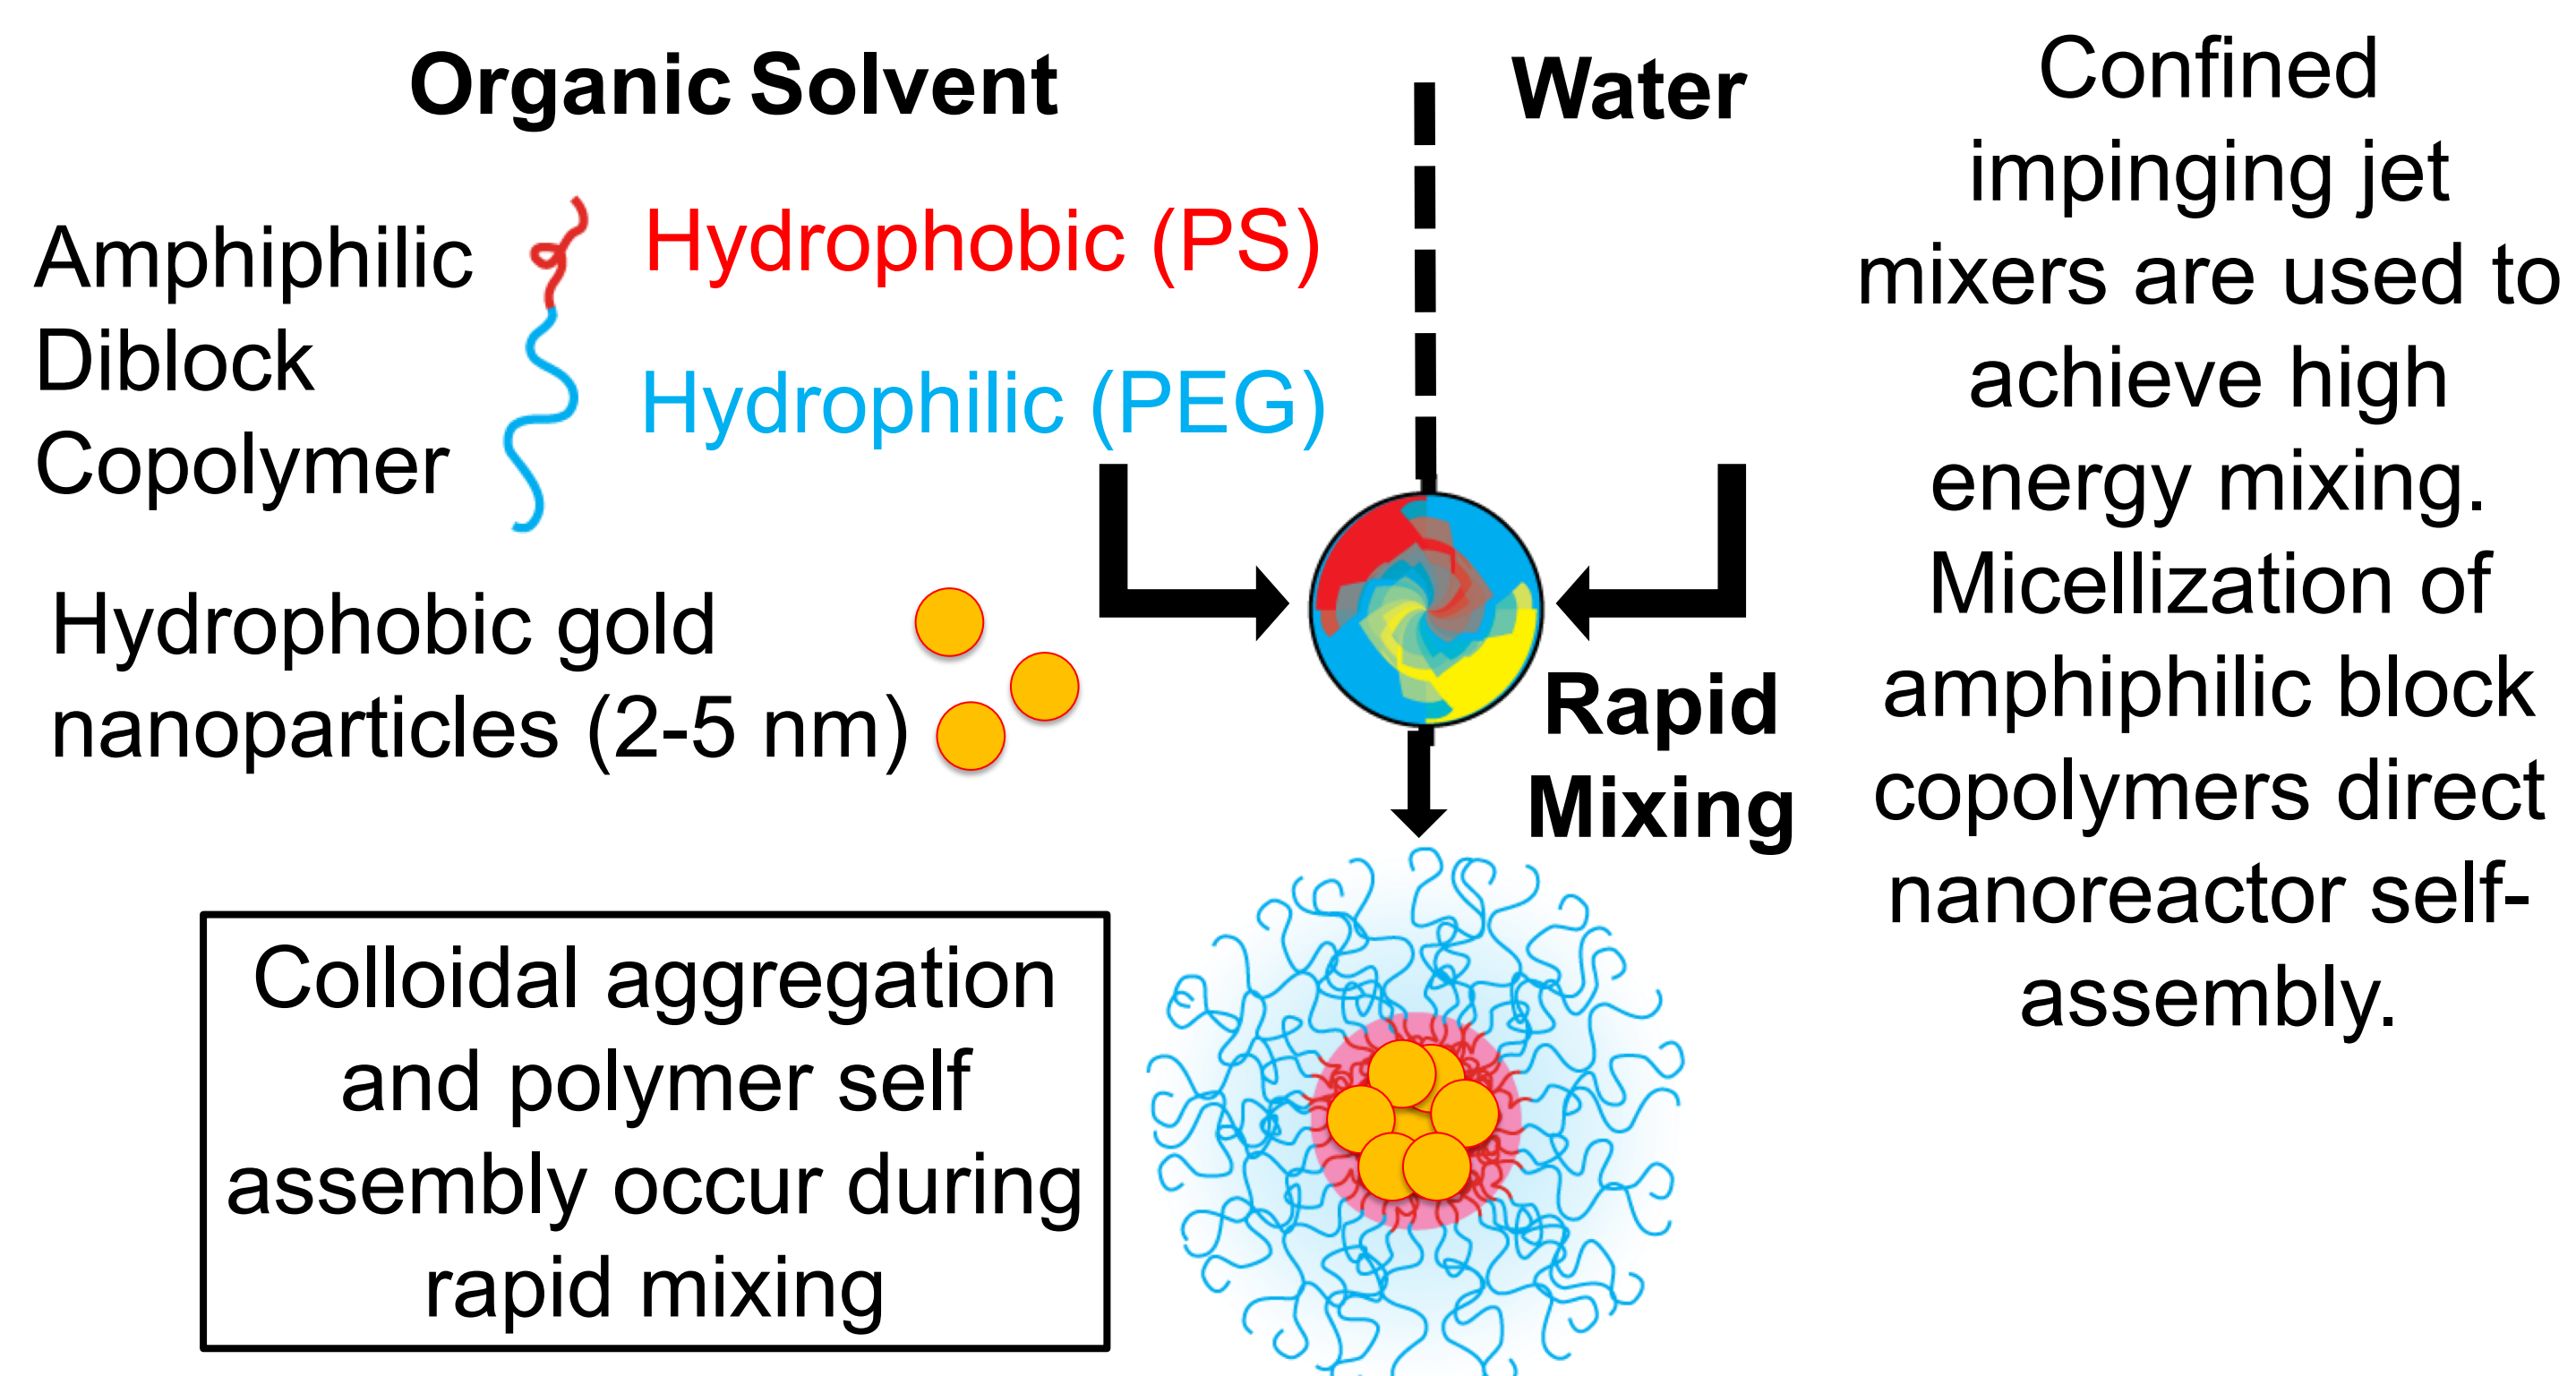 Organic Solvent
Water
Amphiphilic
Diblock
Copolymer
Hydrophobic (PS)
Hydrophilic (PEG)
Hydrophobic gold
nanoparticles (2-5 nm)
Rapid
Mixing
Colloidal aggregation
and polymer self
assembly occur during
rapid mixing
Confined
impinging jet
mixers are used to
achieve high
energy mixing.
Micellization of
amphiphilic block
copolymers direct
nanoreactor self-
assembly.